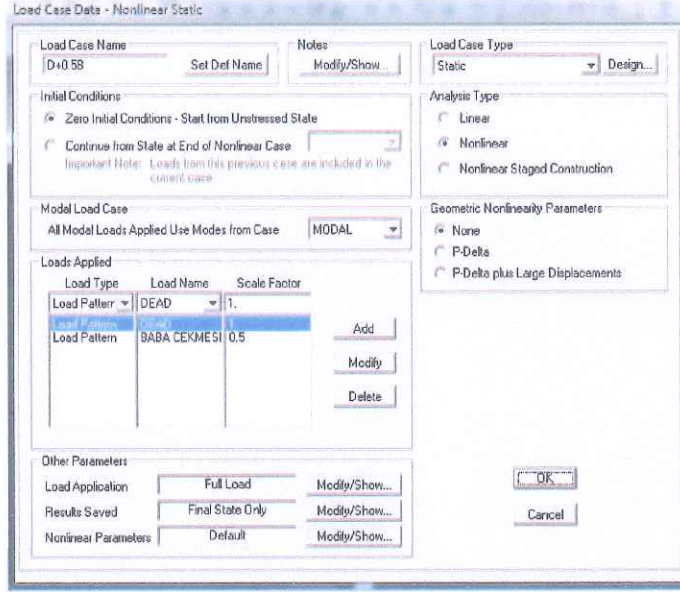 Load Case Data - Nonlinear Static
Load Case Name
D+0.5B
Set Def Name
Notes
Modify/Show...
Load Case Type
Static
Design...
Initial Conditions
Zero Initial Conditions - Start from Unstressed State
Continue from State at End of Nonlinear Case
Important Note: Loads from this previous case are included in the
current case
Analysis Type
Linear
Nonlinear
Nonlinear Staged Construction
Modal Load Case
All Modal Loads Applied Use Modes from Case
MODAL
Geometric Nonlinearity Parameters
None
P-Delta
P-Delta plus Large Displacements
Loads Applied
Load Type Load Name Scale Factor
Load Patterr DEAD 1.
Load Pattern DEAD 1
Load Pattern BABA CEKMESI 0.5
Add
Modify
Delete
Other Parameters
Load Application Full Load Modify/Show...
Results Saved Final State Only Modify/Show...
Nonlinear Parameters Default Modify/Show...
OK
Cancel